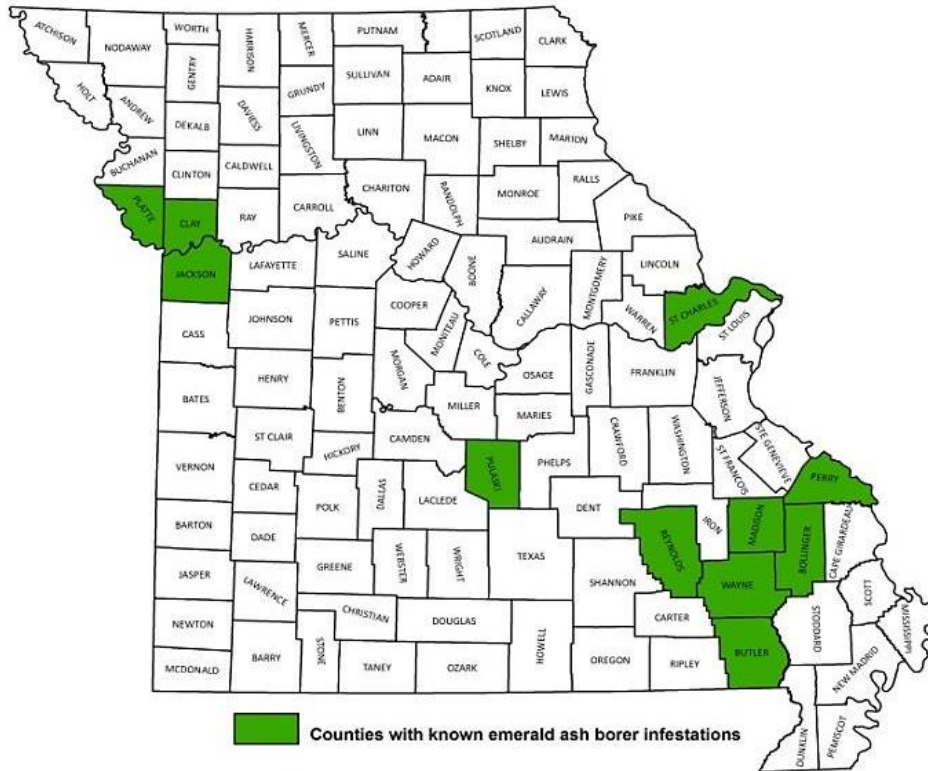 ATCHISON
NODAWAY
WORTH
GENTRY
HARRISON
MERCER
PUTNAM
SCOTLAND
CLARK
HOLT
ANDREW
DEKALB
DAVIESS
GRUNDY
SULLIVAN
ADAIR
KNOX
LEWIS
BUCHANAN
CLINTON
CALDWELL
LIVINGSTON
LINN
MACON
SHELBY
MARION
PLATTE
CLAY
RAY
CARROLL
CHARITON
RANDOLPH
MONROE
RALLS
PIKE
JACKSON
LAFAYETTE
SALINE
HOWARD
BOONE
AUDRAIN
CALLAWAY
MONTGOMERY
LINCOLN
WARREN
ST CHARLES
ST LOUIS
CASS
JOHNSON
PETTIS
COOPER
MONITEAU
COLE
OSAGE
GASCONADE
FRANKLIN
JEFFERSON
BATES
HENRY
BENTON
MORGAN
MILLER
MARIES
CRAWFORD
WASHINGTON
ST FRANCOIS
STE GENEVIEVE
PERRY
VERNON
ST CLAIR
HICKORY
CAMDEN
PULASKI
PHELPS
DENT
IRON
MADISON
BOLLINGER
CAPE GIRARDEAU
BARTON
CEDAR
POLK
DALLAS
LACLEDE
TEXAS
REYNOLDS
WAYNE
JASPER
DADE
GREENE
WEBSTER
WRIGHT
SHANNON
CARTER
STODDARD
SCOTT
MISSISSIPPI
NEWTON
LAWRENCE
CHRISTIAN
DOUGLAS
HOWELL
OREGON
RIPLEY
BUTLER
NEW MADRID
MCDONALD
BARRY
STONE
TANEY
OZARK
DUNKLIN
PEMISCOT
Counties with known emerald ash borer infestations